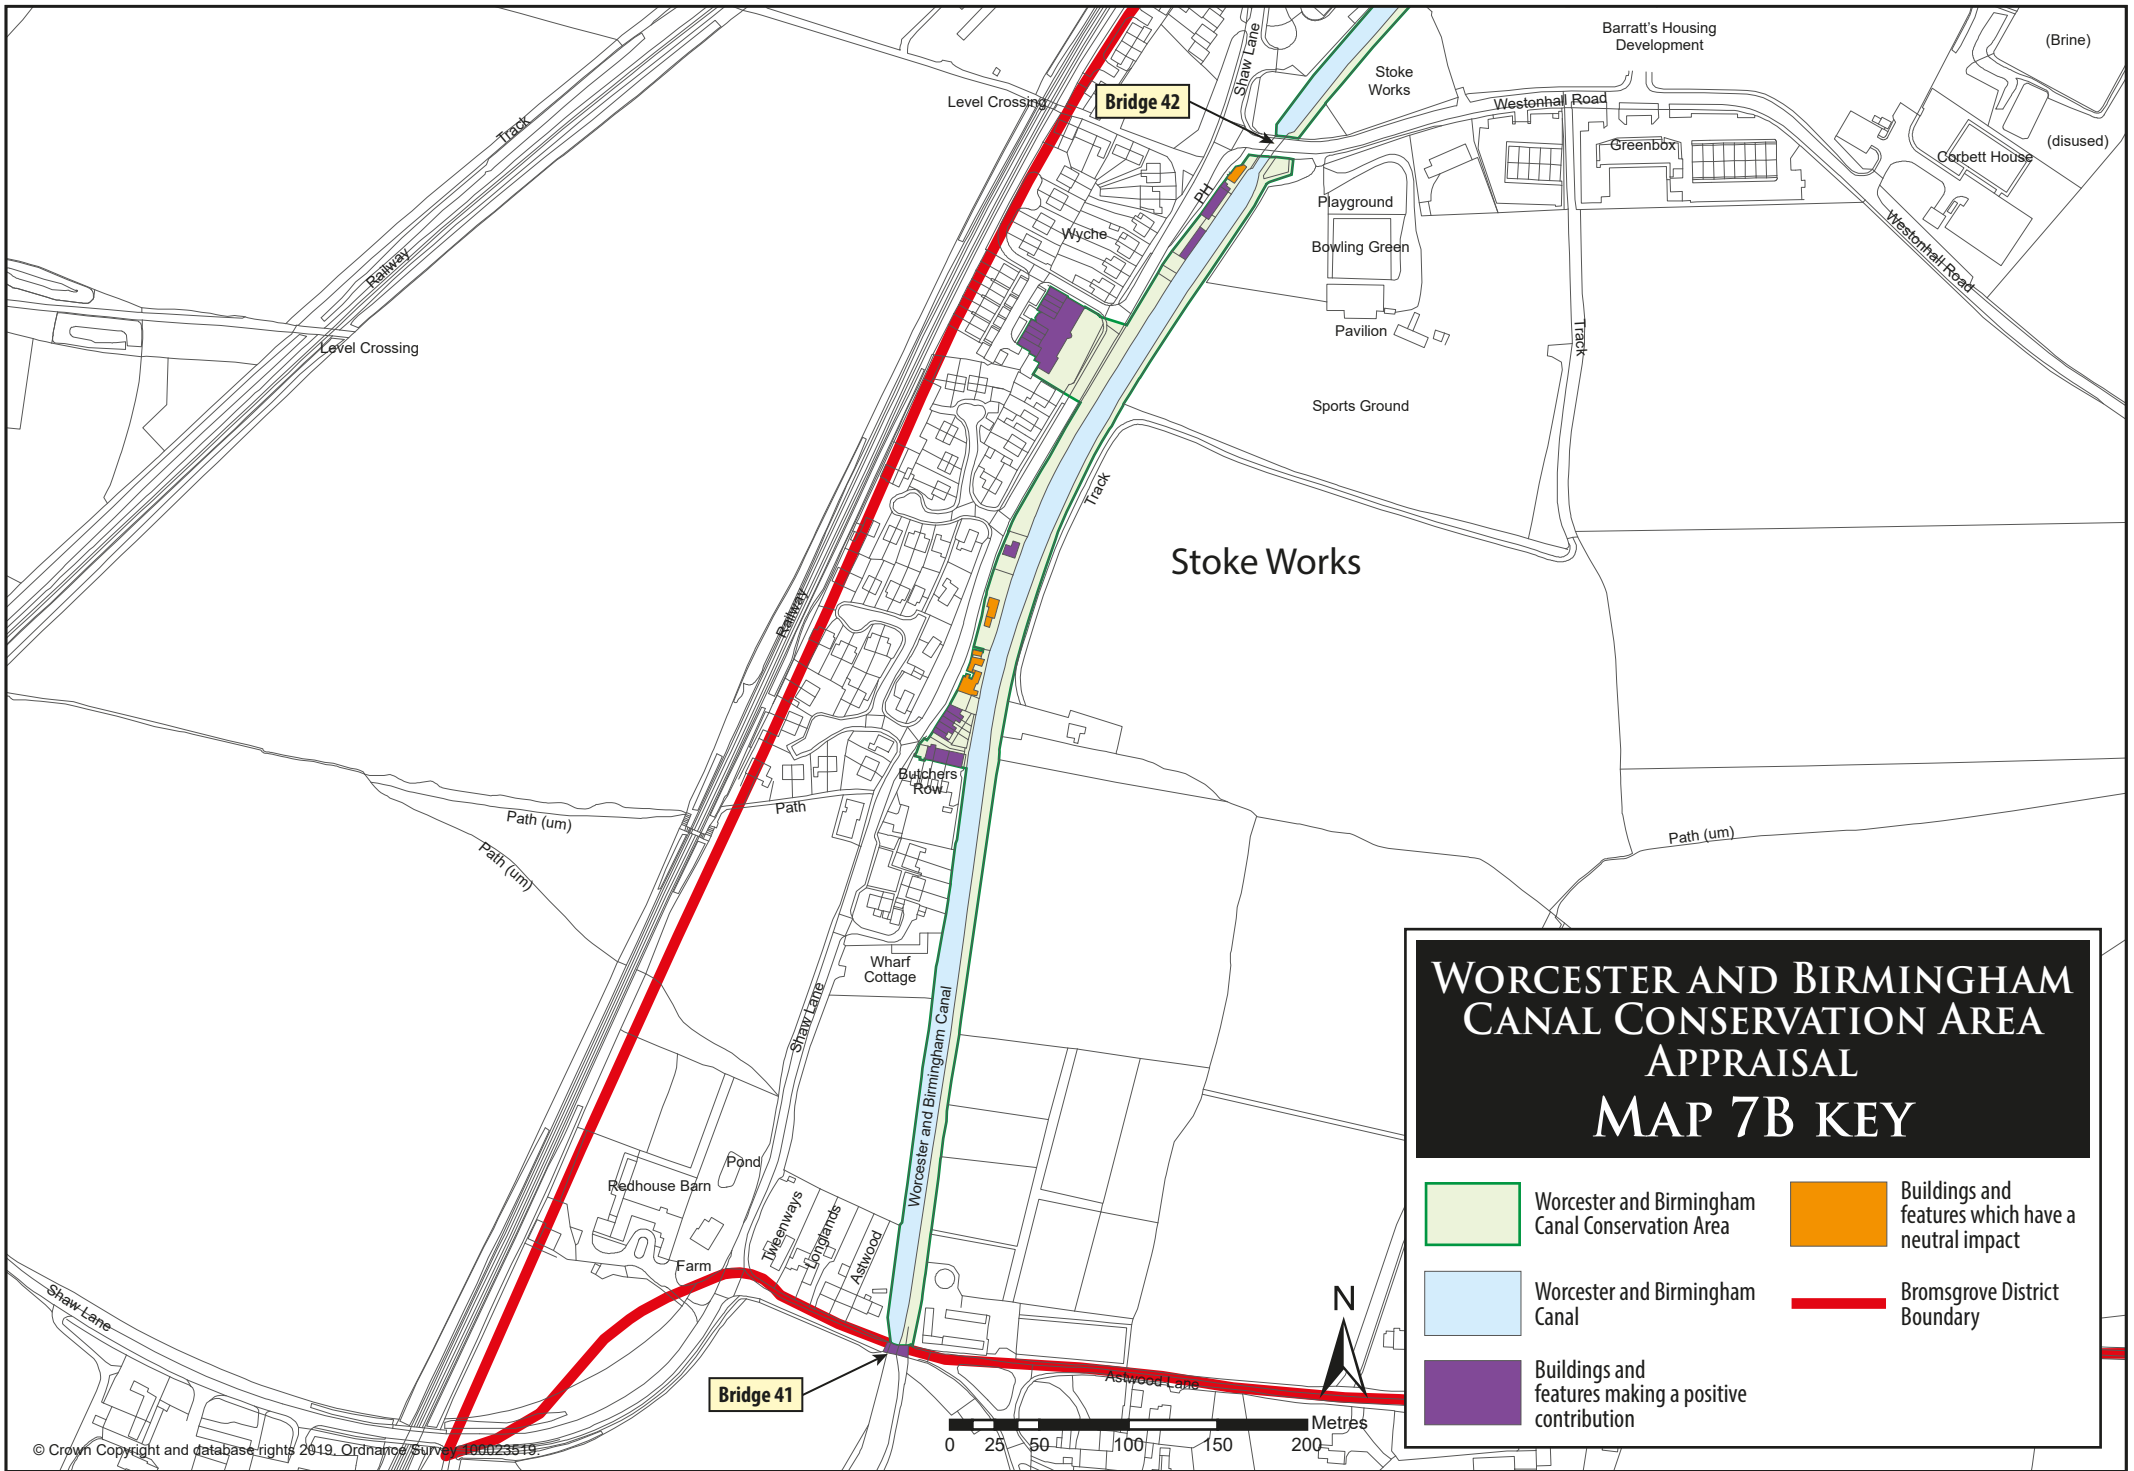 Barratt's Housing
Development
(Brine)
Shaw Lane
Stoke
Works
Level Crossing
Bridge 42
Westonhall Road
Track
Greenbox
Corbett House
(disused)
PH
Playground
Wyche
Bowling Green
Westonhall Road
Railway
Pavilion
Track
Level Crossing
Sports Ground
Track
Stoke Works
Railway
Butchers
Row
Path
Path (um)
Path (um)
Path (um)
Wharf
Cottage
Shaw Lane
Worcester and Birmingham Canal
Pond
Redhouse Barn
Tweenways
Longlands
Astwood
Farm
Shaw Lane
Bridge 41
Astwood Lane
N
Metres
0 25 50 100 150 200
© Crown Copyright and database rights 2019. Ordnance Survey 100023519.
Worcester and Birmingham
Canal Conservation Area
Appraisal
Map 7B key
Worcester and Birmingham
Canal Conservation Area
Worcester and Birmingham
Canal
Buildings and
features making a positive
contribution
Buildings and
features which have a
neutral impact
Bromsgrove District
Boundary